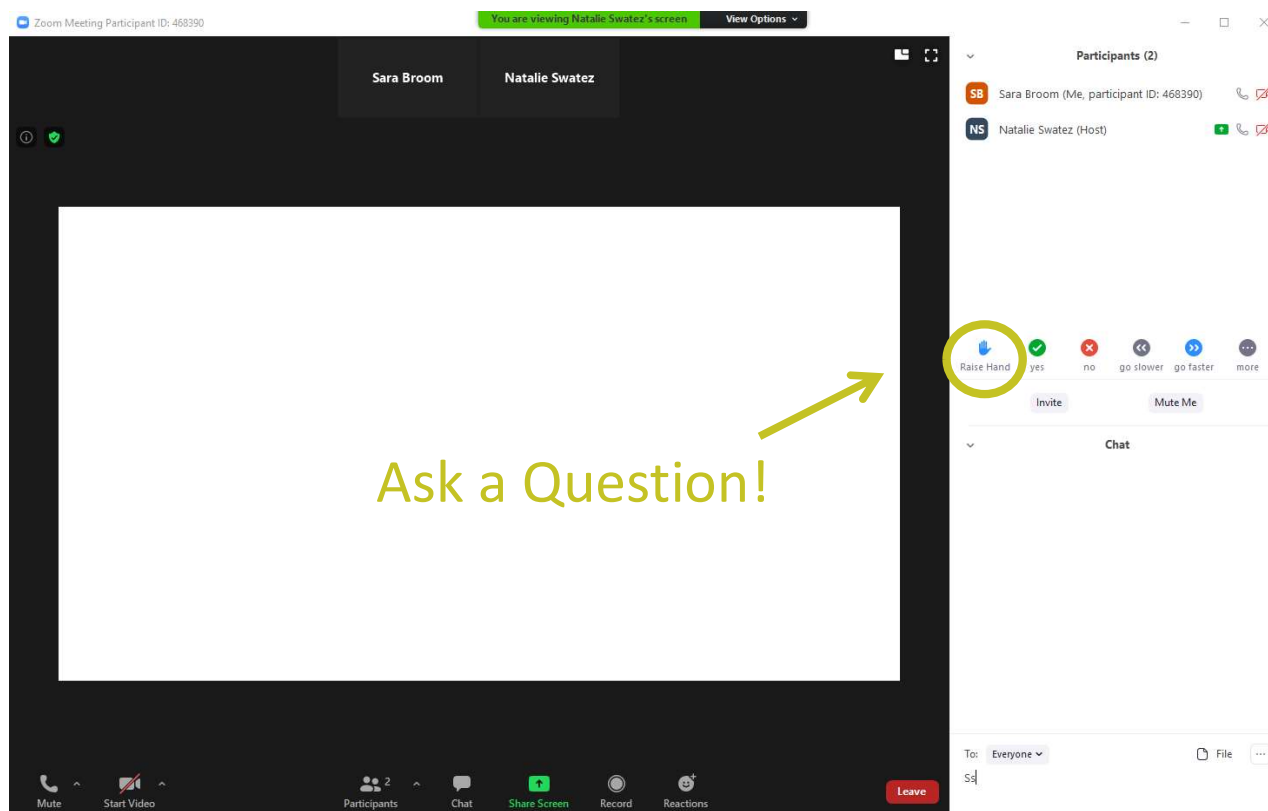 Zoom Meeting Participant ID: 468390
You are viewing Natalie Swatez's screen View Options
Sara Broom Natalie Swatez
Participants (2)
SB Sara Broom (Me, participant ID: 468390)
NS Natalie Swatez (Host)
Raise Hand yes no go slower go faster more
Invite Mute Me
Chat
Ask a Question!
To: Everyone File
Ss
Mute Start Video Participants 2 Chat Share Screen Record Reactions Leave